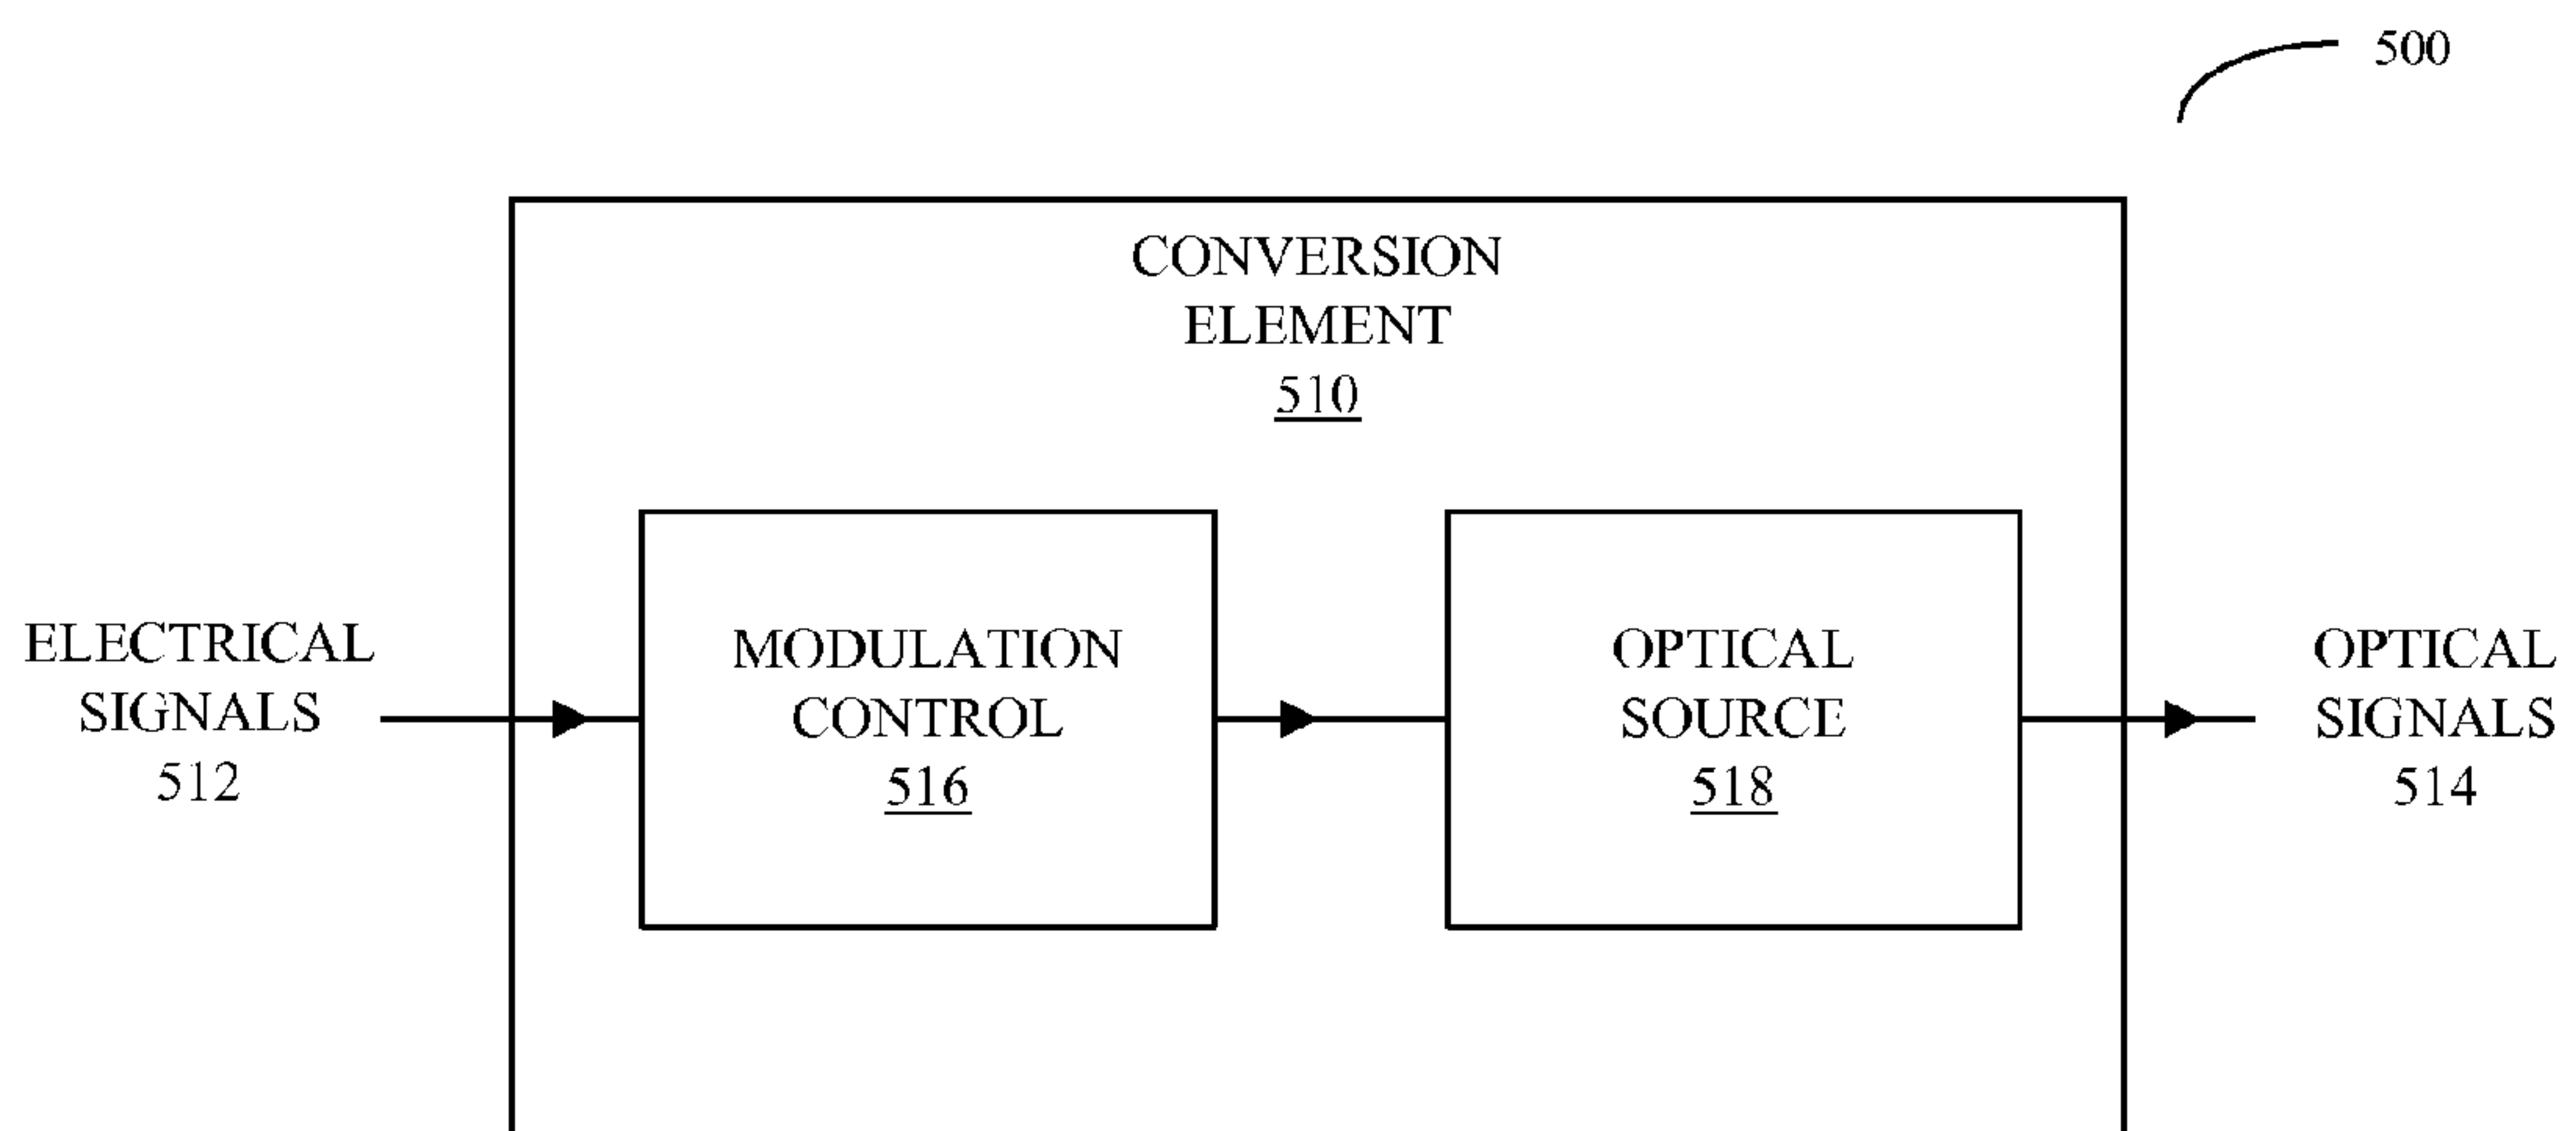 500
CONVERSION
ELEMENT
510
ELECTRICAL
SIGNALS
512
MODULATION
CONTROL
516
OPTICAL
SOURCE
518
OPTICAL
SIGNALS
514